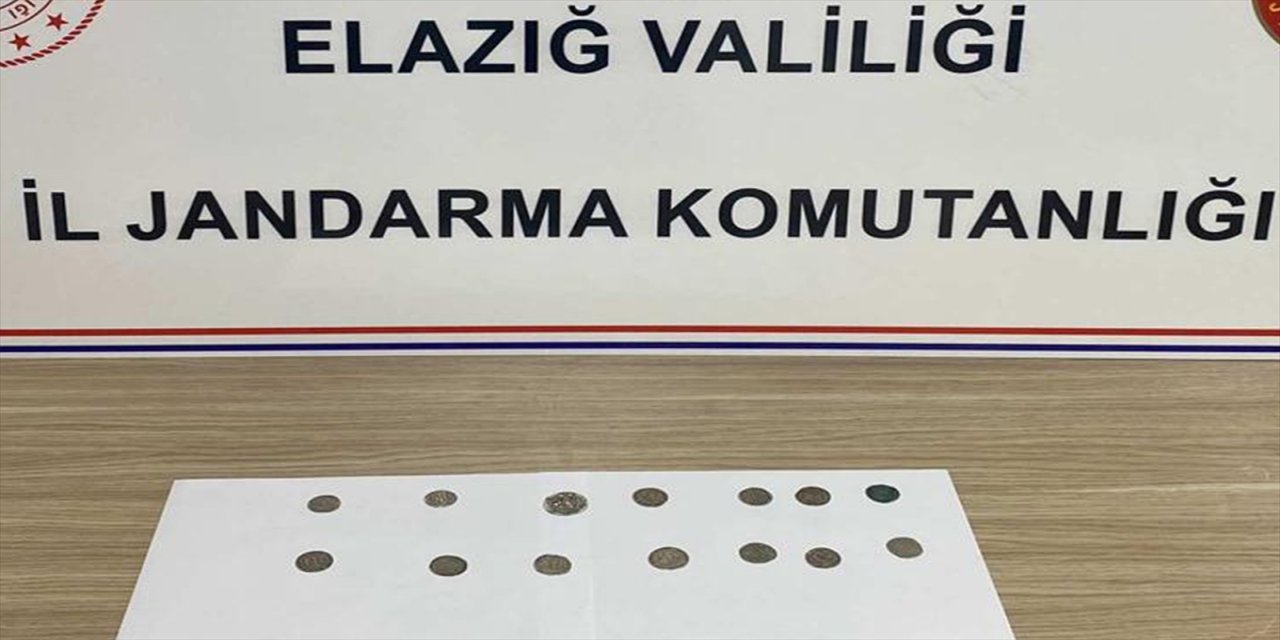 ELAZIĞ VALİLİĞİ
İL JANDARMA KOMUTANLIĞI